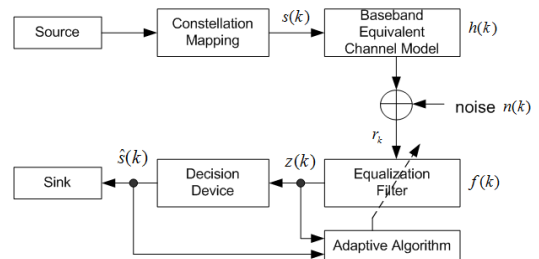 Source
Constellation
Mapping
s(k)
Baseband
Equivalent
Channel Model
h(k)
noise n(k)
r_k
Sink
ŝ(k)
Decision
Device
z(k)
Equalization
Filter
f(k)
Adaptive Algorithm